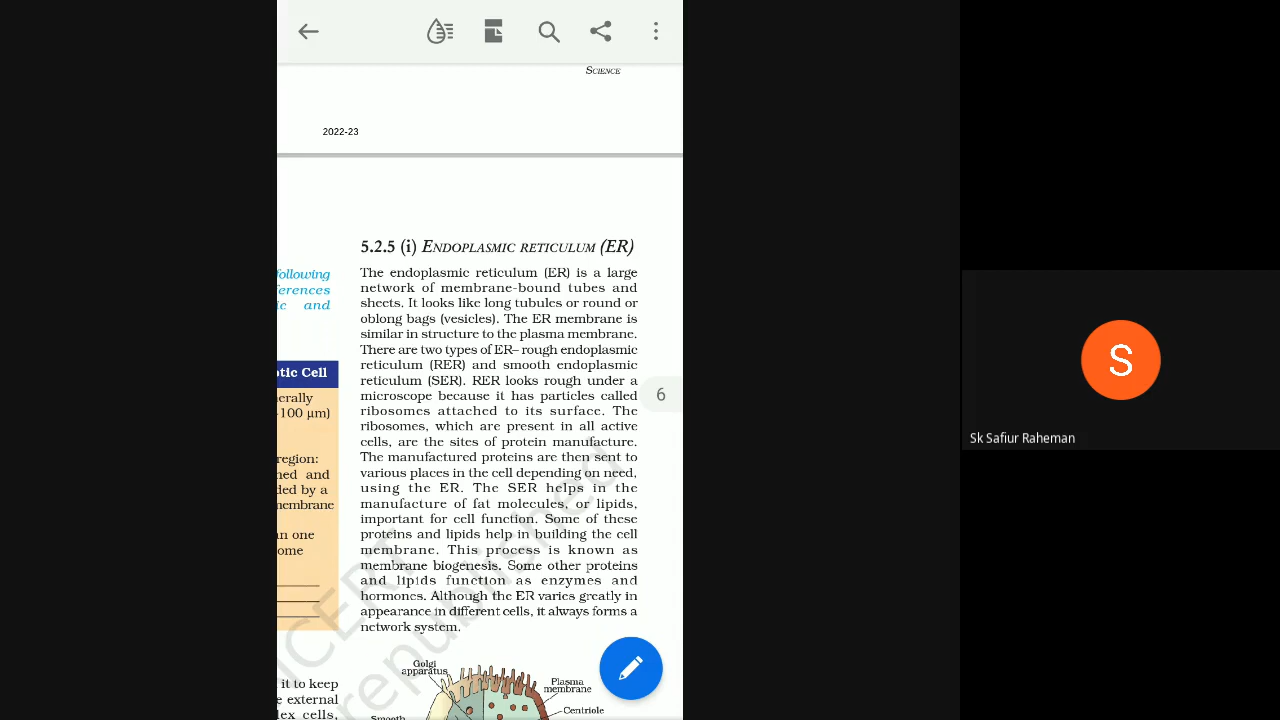 SCIENCE
2022-23
following
ferences
ic and
otic Cell
nerally
-100 µm)
region:
ned and
ded by a
membrane
an one
some
it to keep
e external
lex cells,
5.2.5 (i) ENDOPLASMIC RETICULUM (ER)
The endoplasmic reticulum (ER) is a large
network of membrane-bound tubes and
sheets. It looks like long tubules or round or
oblong bags (vesicles). The ER membrane is
similar in structure to the plasma membrane.
There are two types of ER– rough endoplasmic
reticulum (RER) and smooth endoplasmic
reticulum (SER). RER looks rough under a
microscope because it has particles called
ribosomes attached to its surface. The
ribosomes, which are present in all active
cells, are the sites of protein manufacture.
The manufactured proteins are then sent to
various places in the cell depending on need,
using the ER. The SER helps in the
manufacture of fat molecules, or lipids,
important for cell function. Some of these
proteins and lipids help in building the cell
membrane. This process is known as
membrane biogenesis. Some other proteins
and lipids function as enzymes and
hormones. Although the ER varies greatly in
appearance in different cells, it always forms a
network system.
6
Golgi
apparatus
Plasma
membrane
Centriole
Smooth
NCERT
republished
S
Sk Safiur Raheman